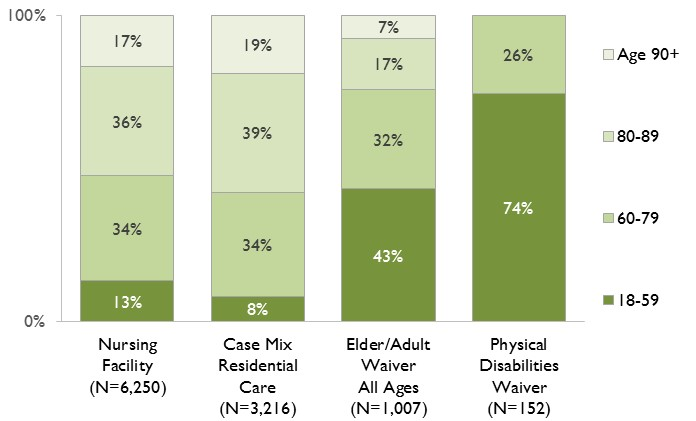 100%
0%
17%
36%
34%
13%
19%
39%
34%
8%
7%
17%
32%
43%
26%
74%
Age 90+
80-89
60-79
18-59
Nursing
Facility
(N=6,250)
Case Mix
Residential
Care
(N=3,216)
Elder/Adult
Waiver
All Ages
(N=1,007)
Physical
Disabilities
Waiver
(N=152)